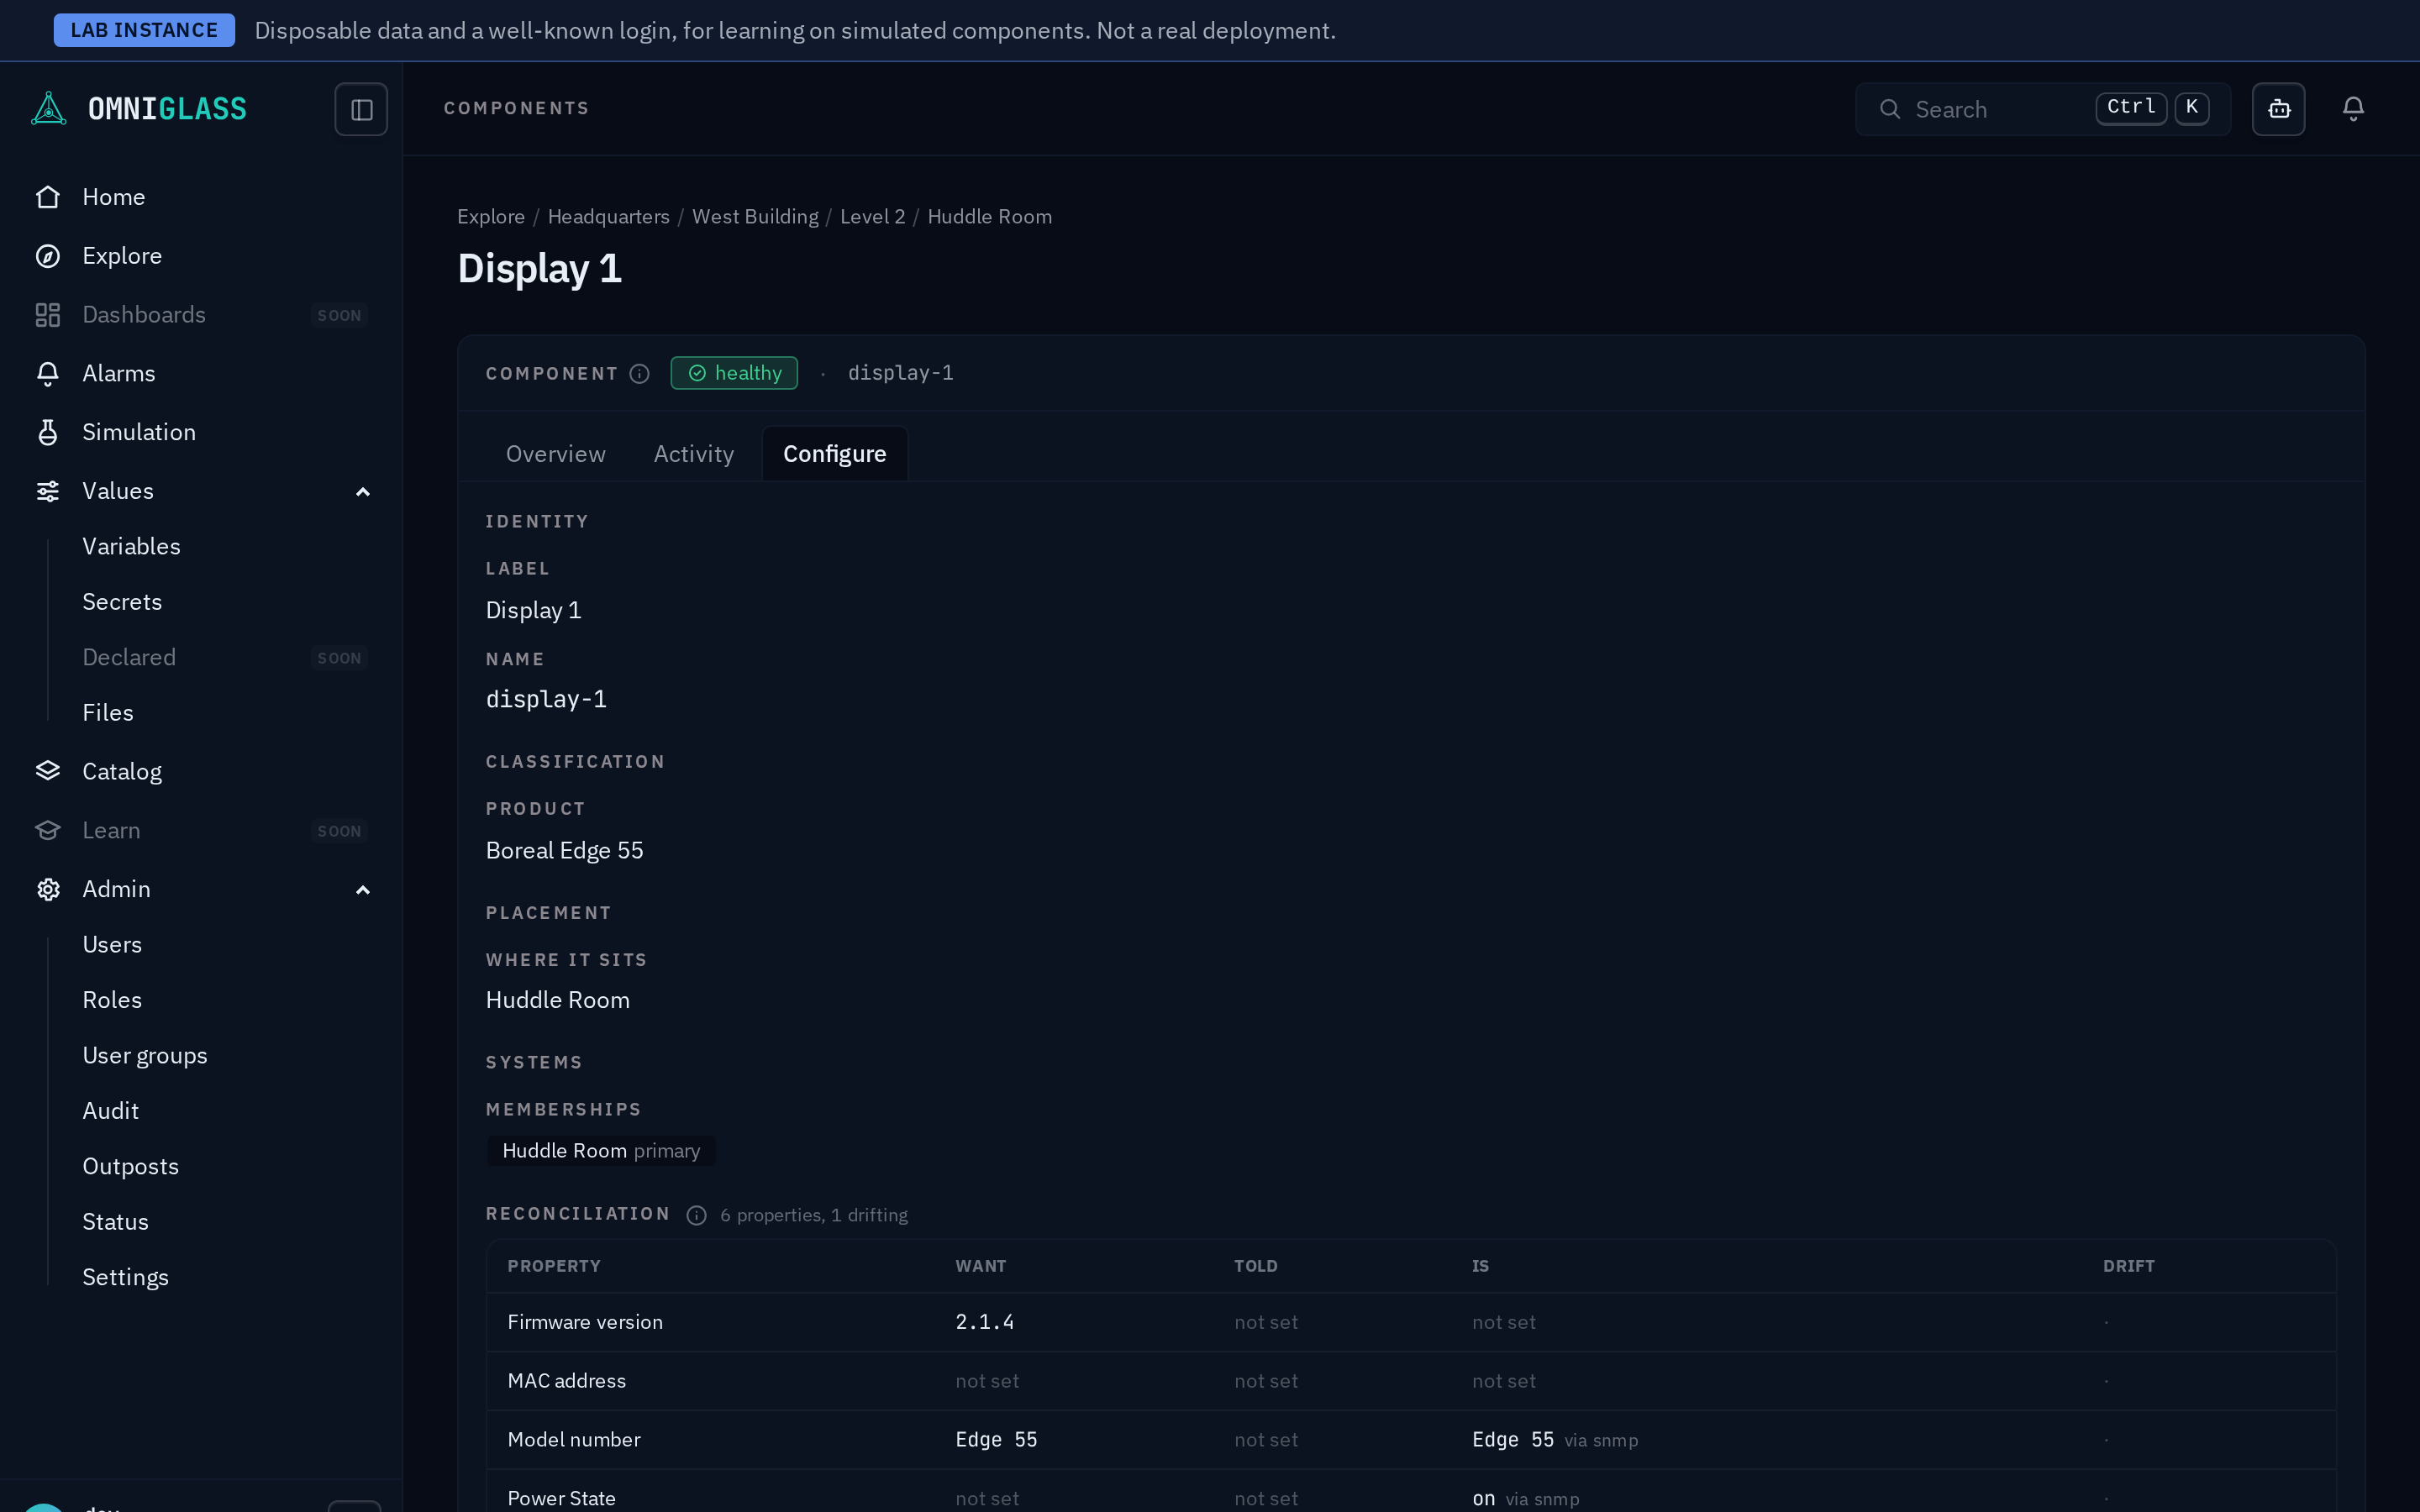 LAB INSTANCE Disposable data and a well-known login, for learning on simulated components. Not a real deployment.
OMNIGLASS
COMPONENTS
Search Ctrl K
Home
Explore
Dashboards SOON
Alarms
Simulation
Values
Variables
Secrets
Declared SOON
Files
Catalog
Learn SOON
Admin
Users
Roles
User groups
Audit
Outposts
Status
Settings
Explore / Headquarters / West Building / Level 2 / Huddle Room
Display 1
COMPONENT healthy · display-1
Overview Activity Configure
IDENTITY
LABEL
Display 1
NAME
display-1
CLASSIFICATION
PRODUCT
Boreal Edge 55
PLACEMENT
WHERE IT SITS
Huddle Room
SYSTEMS
MEMBERSHIPS
Huddle Room primary
RECONCILIATION 6 properties, 1 drifting
PROPERTY WANT TOLD IS DRIFT
Firmware version 2.1.4 not set not set ·
MAC address not set not set not set ·
Model number Edge 55 not set Edge 55 via snmp ·
Power State not set not set on via snmp ·